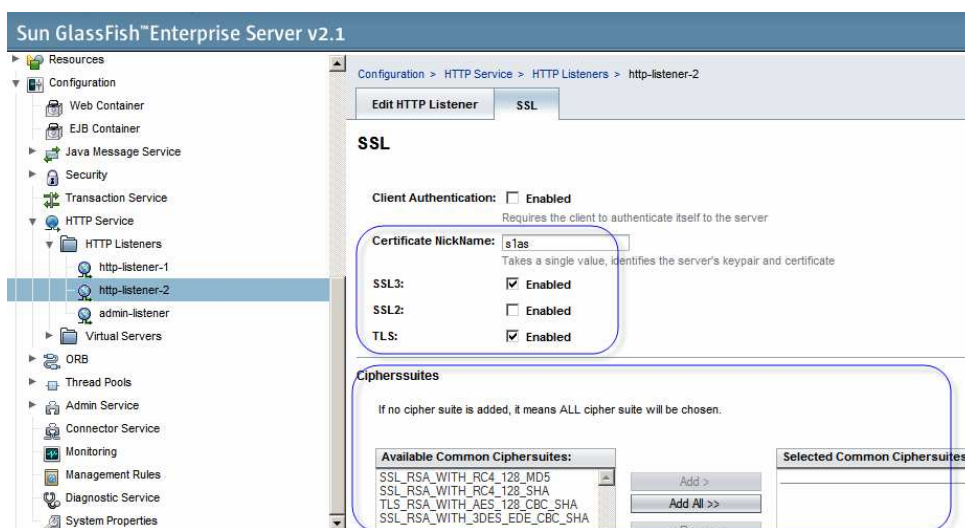 Sun GlassFish™ Enterprise Server v2.1
Resources
Configuration
Web Container
EJB Container
Java Message Service
Security
Transaction Service
HTTP Service
HTTP Listeners
http-listener-1
http-listener-2
admin-listener
Virtual Servers
ORB
Thread Pools
Admin Service
Connector Service
Monitoring
Management Rules
Diagnostic Service
System Properties
Configuration > HTTP Service > HTTP Listeners > http-listener-2
Edit HTTP Listener
SSL
SSL
Client Authentication: Enabled
Requires the client to authenticate itself to the server
Certificate NickName: s1as
Takes a single value, identifies the server's keypair and certificate
SSL3: Enabled
SSL2: Enabled
TLS: Enabled
Cipherssuites
If no cipher suite is added, it means ALL cipher suite will be chosen.
Available Common Ciphersuites:
SSL_RSA_WITH_RC4_128_MD5
SSL_RSA_WITH_RC4_128_SHA
TLS_RSA_WITH_AES_128_CBC_SHA
SSL_RSA_WITH_3DES_EDE_CBC_SHA
Add >
Add All >>
Selected Common Ciphersuites